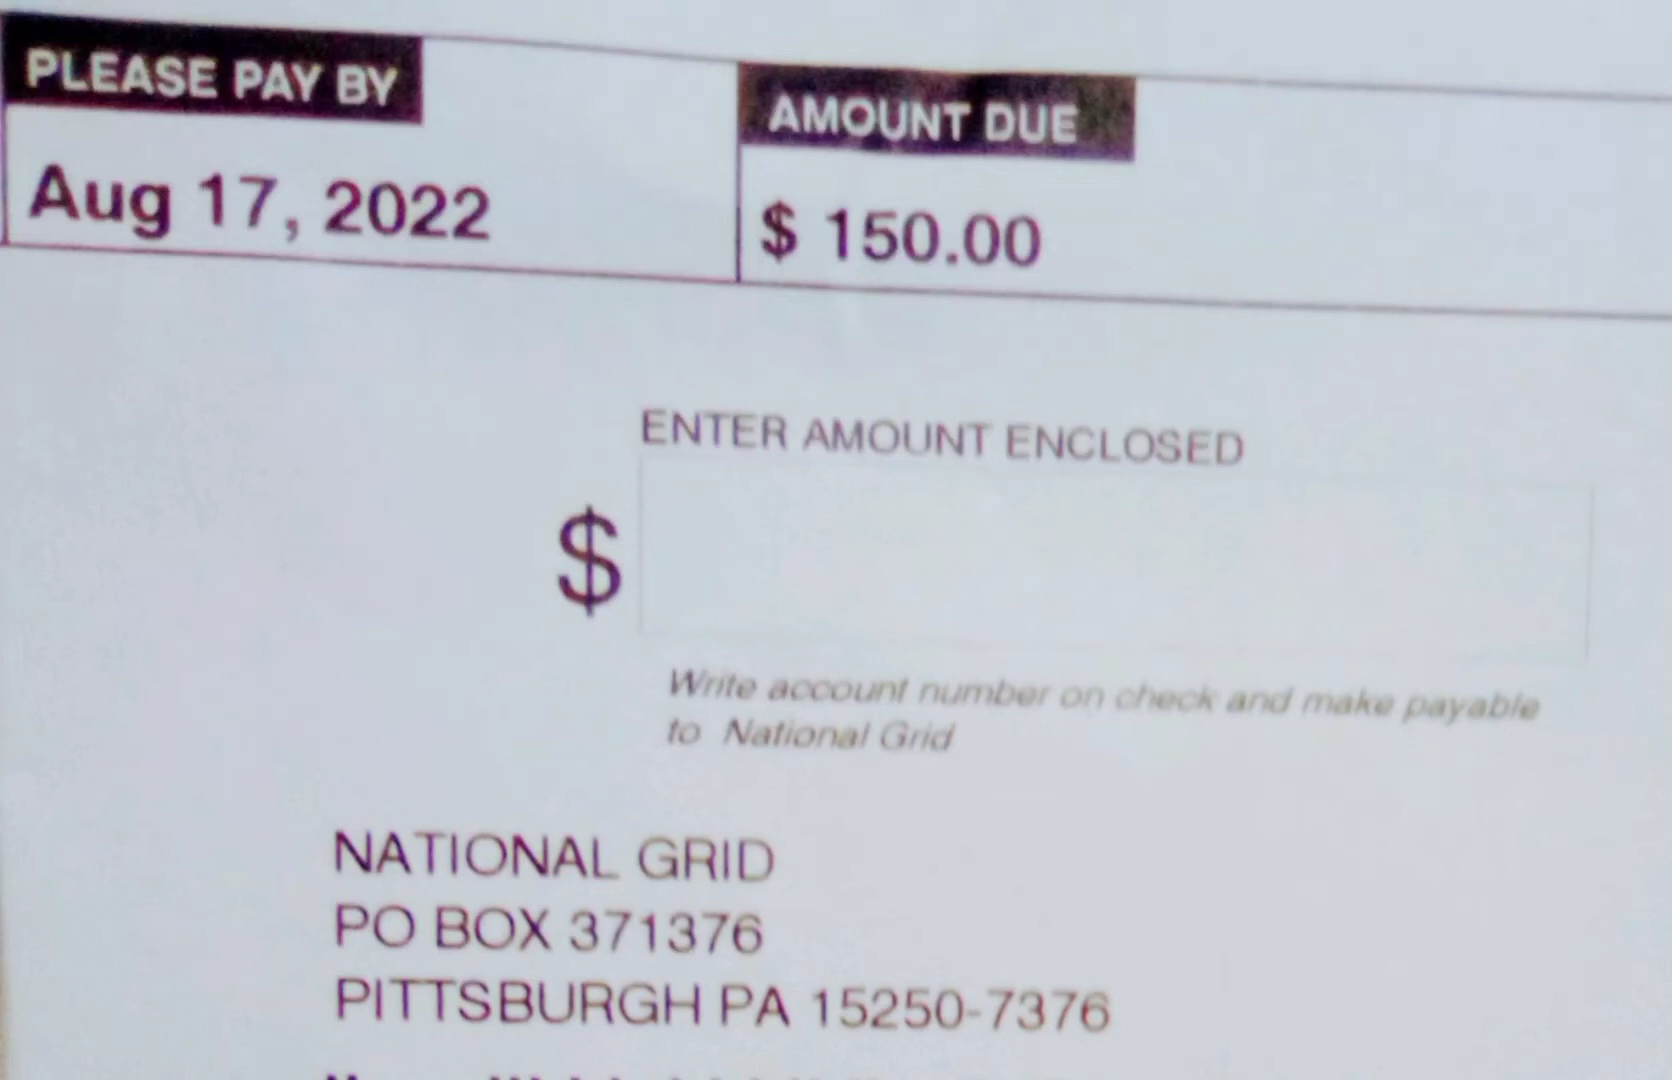 PLEASE PAY BY
Aug 17, 2022
AMOUNT DUE
$ 150.00
ENTER AMOUNT ENCLOSED
$
Write account number on check and make payable
to National Grid
NATIONAL GRID
PO BOX 371376
PITTSBURGH PA 15250-7376